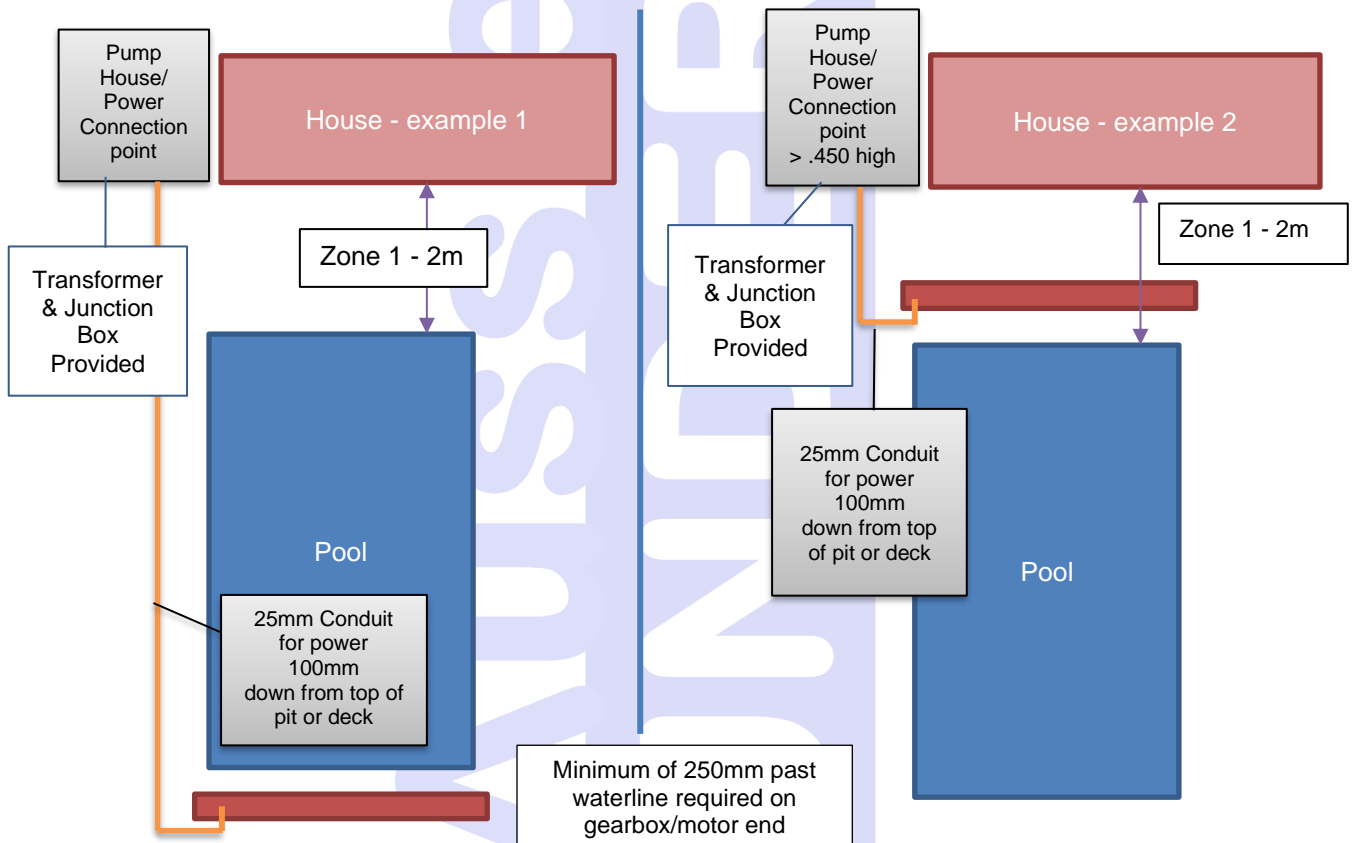 Pump
House/
Power
Connection
point
House - example 1
Zone 1 - 2m
Transformer
& Junction
Box
Provided
Pool
25mm Conduit
for power
100mm
down from top of
pit or deck
Minimum of 250mm past
waterline required on
gearbox/motor end
Pump
House/
Power
Connection
point
> .450 high
House - example 2
Zone 1 - 2m
Transformer
& Junction
Box
Provided
25mm Conduit
for power
100mm
down from top
of pit or deck
Pool